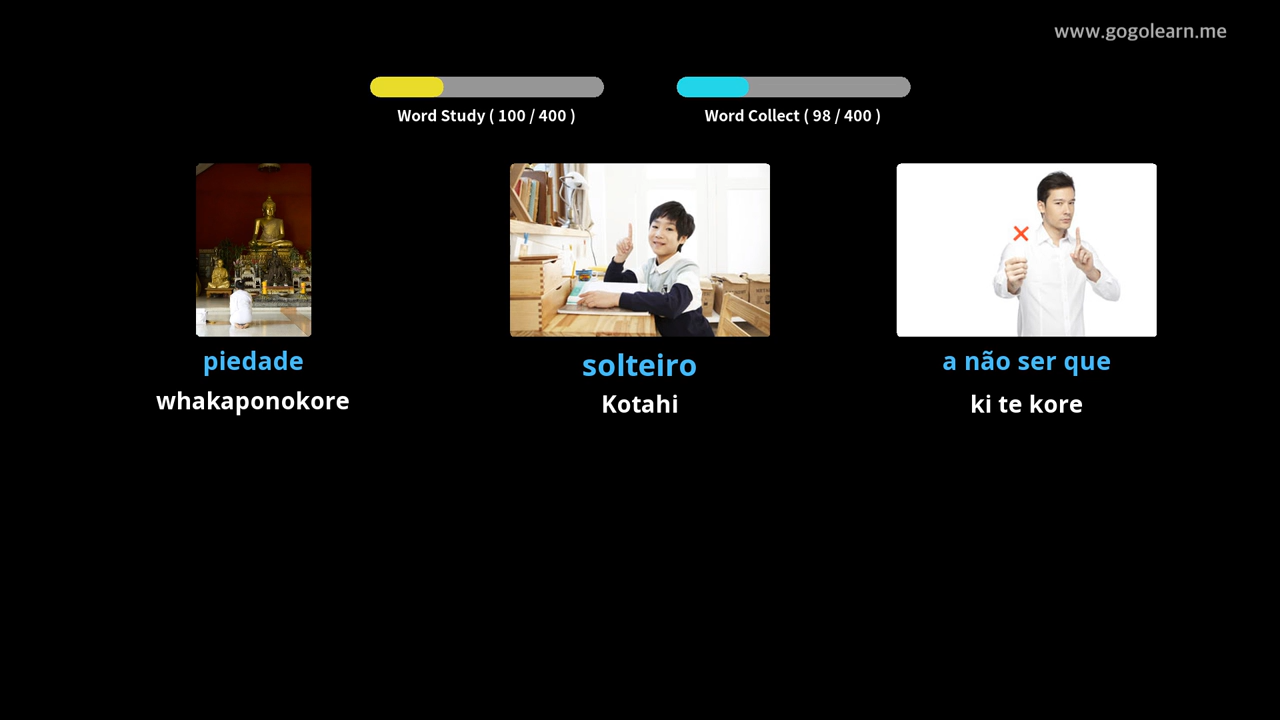 www.gogolearn.me
Word Study ( 100 / 400 )
Word Collect ( 98 / 400 )
piedade
whakaponokore
solteiro
Kotahi
a não ser que
ki te kore